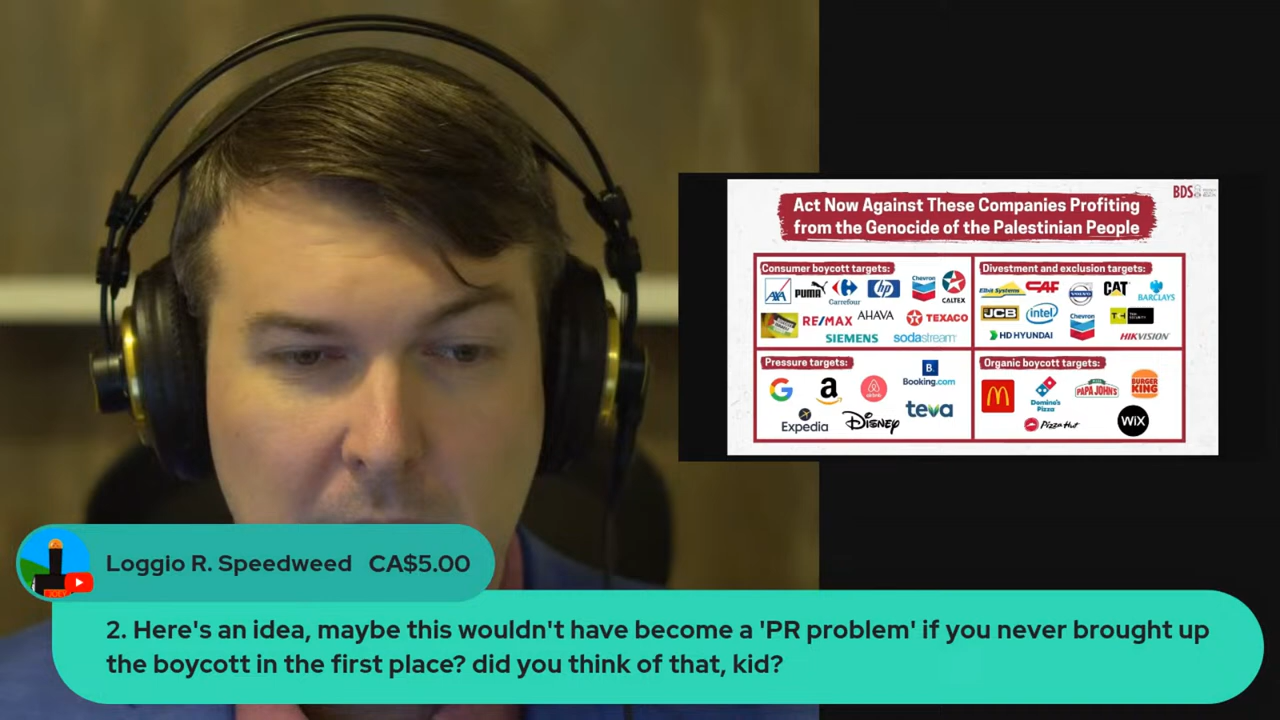 BDS
Act Now Against These Companies Profiting
from the Genocide of the Palestinian People
Consumer boycott targets:
AXA PUMA Carrefour hp Chevron CALTEX
RE/MAX AHAVA TEXACO
SIEMENS sodastream
Divestment and exclusion targets:
Elbit Systems CAF VOLVO CAT BARCLAYS
JCB intel Chevron
HD HYUNDAI HIKVISION
Pressure targets:
G a airbnb B.
Booking.com
Expedia Disney teva
Organic boycott targets:
M Domino's Pizza PAPA JOHNS BURGER KING
Pizza Hut WiX
Loggio R. Speedweed CA$5.00
2. Here's an idea, maybe this wouldn't have become a 'PR problem' if you never brought up
the boycott in the first place? did you think of that, kid?